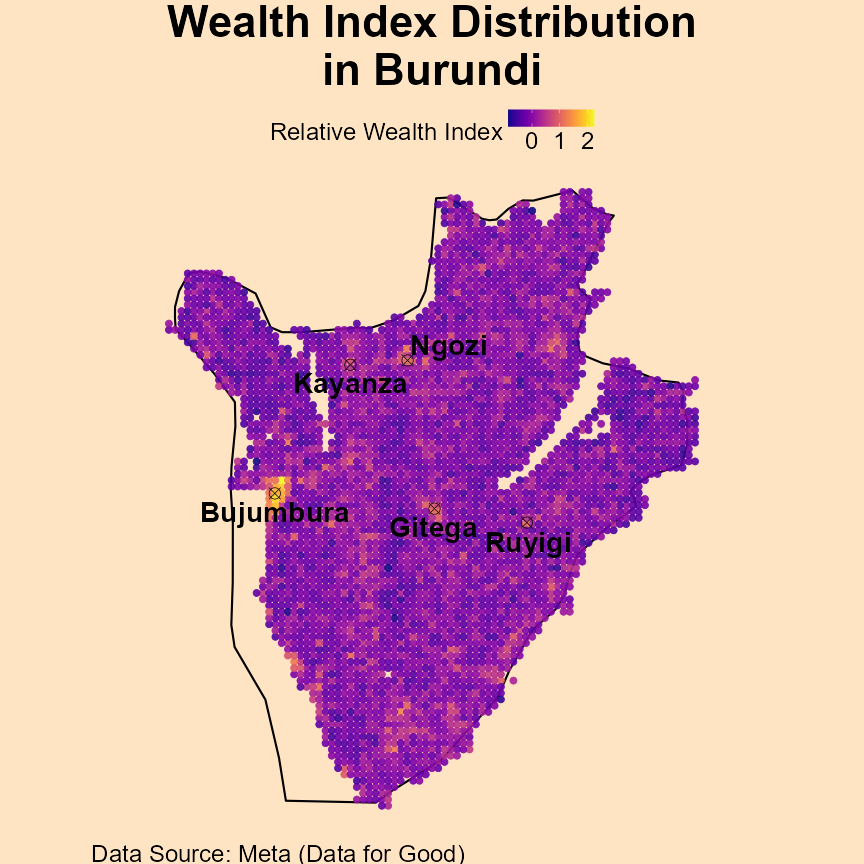 Wealth Index Distribution
in Burundi
Relative Wealth Index
0 1 2
Ngozi
Kayanza
Bujumbura
Gitega
Ruyigi
Data Source: Meta (Data for Good)